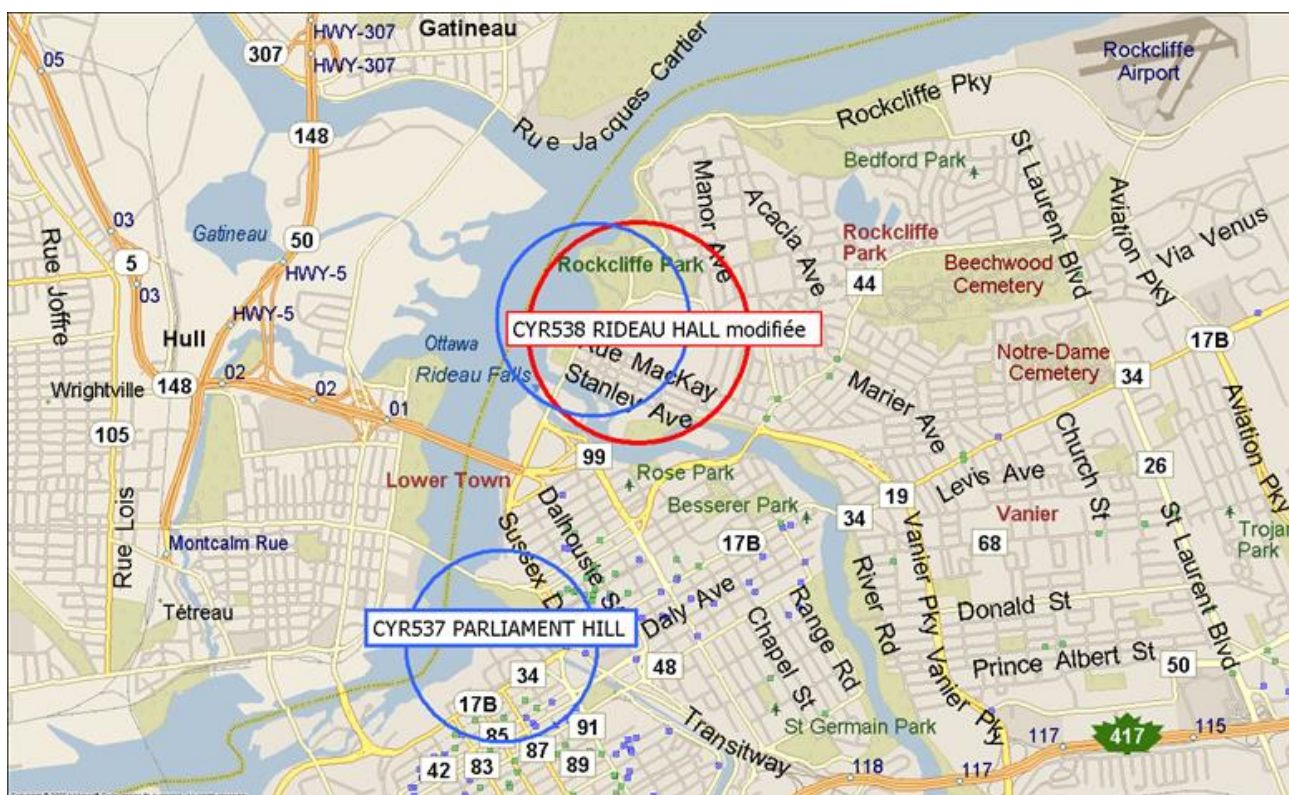 HWY-307
Gatineau
307
HWY-307
05
148
Rue Jacques Cartier
Rockcliffe
Airport
Rockcliffe Pky
Bedford Park
St Laurent Blvd
Manor Ave
Acacia Ave
Aviation Pky
Via Venus
03
Gatineau
50
5
HWY-5
Rue Joffre
03
Rockcliffe Park
Rockcliffe
Park
44
Beechwood
Cemetery
HWY-5
Hull
CYR538 RIDEAU HALL modifiée
17B
Ottawa
Rue MacKay
Notre-Dame
Cemetery
34
Wrightville
148
02
02
Rideau Falls
Stanley Ave
Marier Ave
01
105
99
Rose Park
Levis Ave
Church St
26
Aviation Pky
Lower Town
Besserer Park
19
Rue Lois
Dalhousie St
34
Vanier
Trojan
Park
Montcalm Rue
Sussex D
17B
68
Vanier Pky
River Rd
St Laurent Blvd
Tétreau
Daly Ave
Range Rd
Donald St
CYR537 PARLIAMENT HILL
Chapel St
Vanier Pky
34
48
Prince Albert St
50
17B
85
91
Transitway
St Germain Park
42
83
87
89
118
117
117
417
115